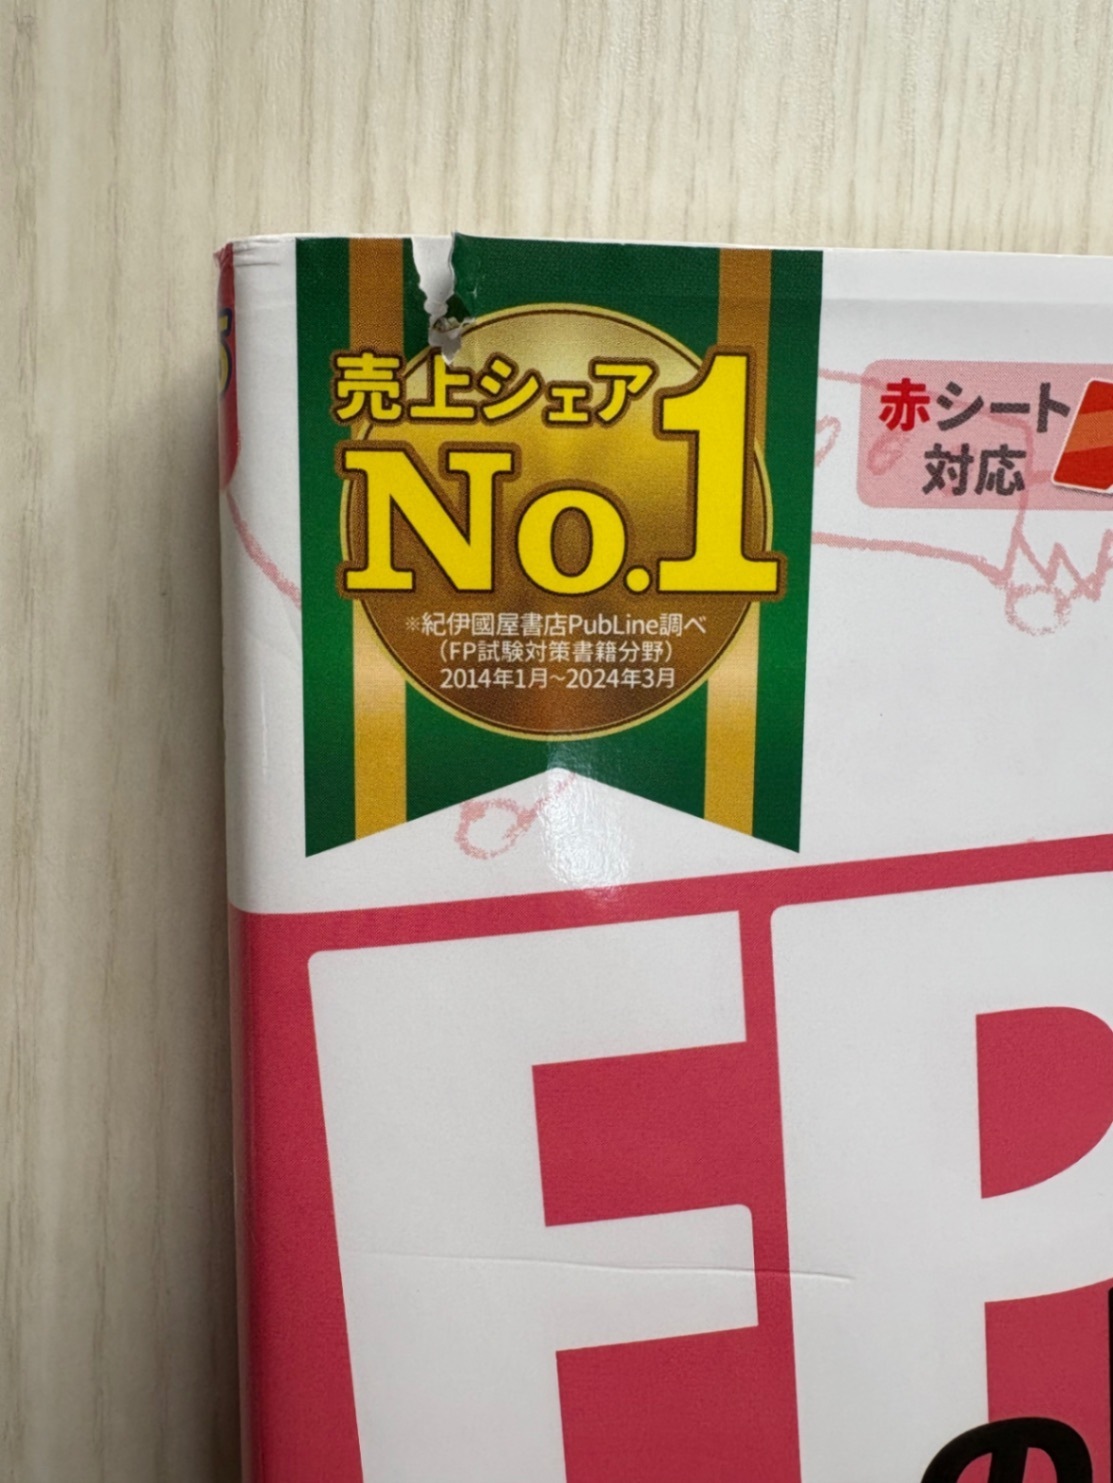 売上シェア
No.1
※紀伊國屋書店PubLine調べ
（FP試験対策書籍分野）
2014年1月~2024年3月
赤シート
対応
FP
の